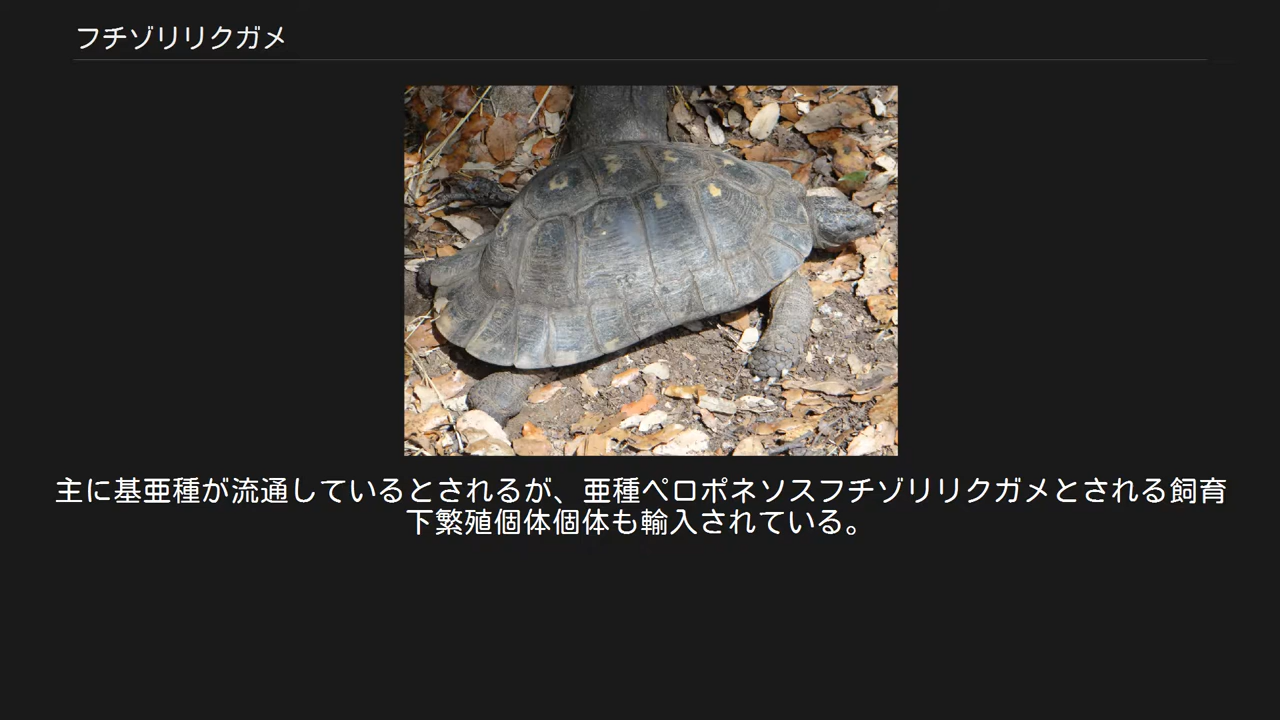 フチゾリリクガメ
主に基亜種が流通しているとされるが、亜種ペロポネソスフチゾリリクガメとされる飼育
下繁殖個体個体も輸入されている。